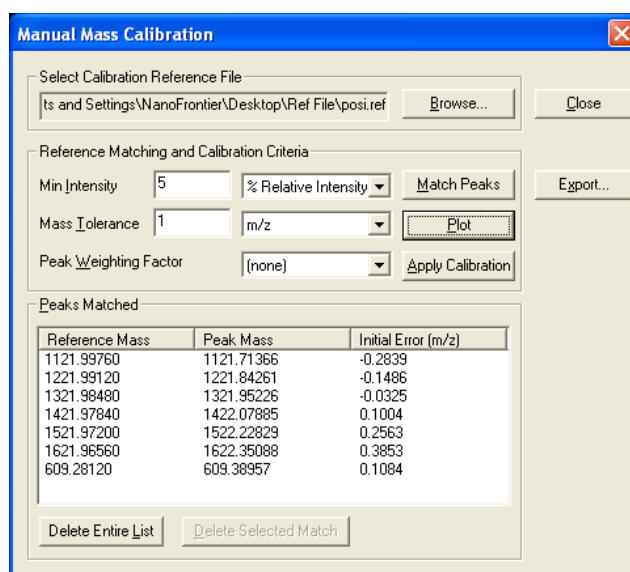 Manual Mass Calibration
Select Calibration Reference File
ts and Settings\NanoFrontier\Desktop\Ref File\posi.ref Browse... Close
Reference Matching and Calibration Criteria
Min Intensity 5 % Relative Intensity Match Peaks Export...
Mass Tolerance 1 m/z Plot
Peak Weighting Factor (none) Apply Calibration
Peaks Matched
Reference Mass Peak Mass Initial Error (m/z)
1121.99760 1121.71366 -0.2839
1221.99120 1221.84261 -0.1486
1321.98480 1321.95226 -0.0325
1421.97840 1422.07885 0.1004
1521.97200 1522.22829 0.2563
1621.96560 1622.35088 0.3853
609.28120 609.38957 0.1084
Delete Entire List Delete Selected Match